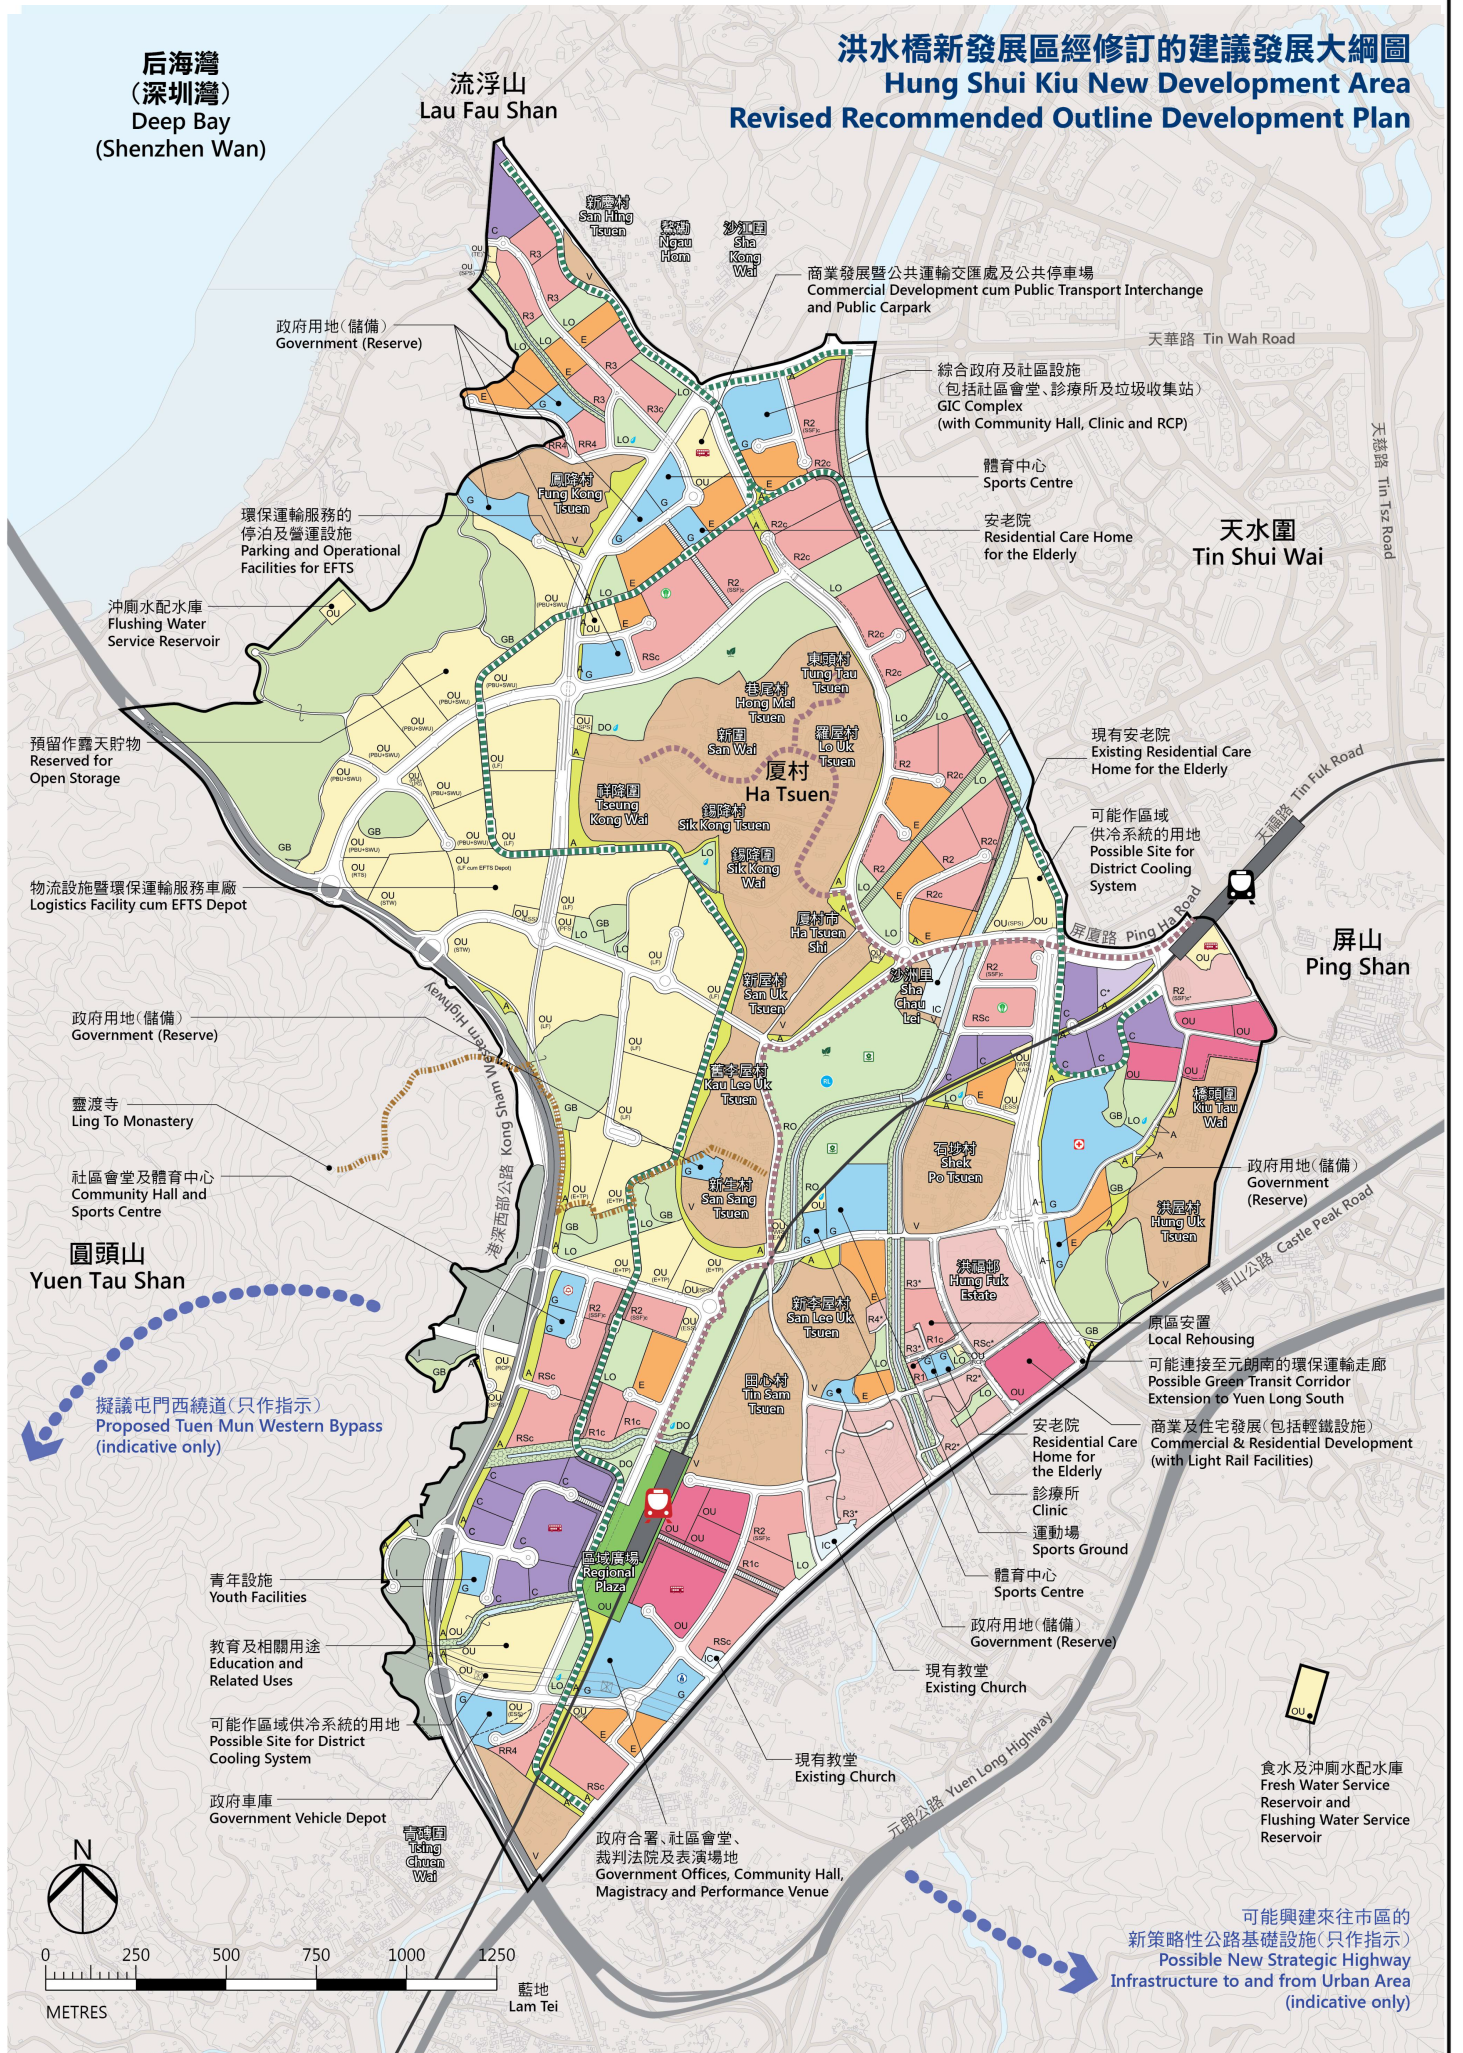 洪水橋新發展區經修訂的建議發展大綱圖
Hung Shui Kiu New Development Area
Revised Recommended Outline Development Plan
后海灣
（深圳灣）
Deep Bay
(Shenzhen Wan)
流浮山
Lau Fau Shan
新慶村
San Hing
Tsuen
鰲磡
Ngau
Hom
沙江圍
Sha
Kong
Wai
商業發展暨公共運輸交匯處及公共停車場
Commercial Development cum Public Transport Interchange
and Public Carpark
政府用地（儲備）
Government (Reserve)
天華路 Tin Wah Road
綜合政府及社區設施
（包括社區會堂、診療所及垃圾收集站）
GIC Complex
(with Community Hall, Clinic and RCP)
天慈路 Tin Tsz Road
體育中心
Sports Centre
鳳降村
Fung Kong
Tsuen
環保運輸服務的
停泊及營運設施
Parking and Operational
Facilities for EFTS
安老院
Residential Care Home
for the Elderly
天水圍
Tin Shui Wai
沖廁水配水庫
Flushing Water
Service Reservoir
東頭村
Tung Tau
Tsuen
巷尾村
Hong Mei
Tsuen
新圍
San Wai
羅屋村
Lo Uk
Tsuen
厦村
Ha Tsuen
預留作露天貯物
Reserved for
Open Storage
現有安老院
Existing Residential Care
Home for the Elderly
天福路 Tin Fuk Road
祥降圍
Tseung
Kong Wai
錫降村
Sik Kong Tsuen
錫降圍
Sik Kong
Wai
可能作區域
供冷系統的用地
Possible Site for
District Cooling
System
物流設施暨環保運輸服務車廠
Logistics Facility cum EFTS Depot
厦村市
Ha Tsuen
Shi
屏廈路 Ping Ha Road
屏山
Ping Shan
新屋村
San Uk
Tsuen
沙洲里
Sha
Chau
Lei
政府用地（儲備）
Government (Reserve)
港深西部公路 Kong Sham Western Highway
舊李屋村
Kau Lee Uk
Tsuen
橋頭圍
Kiu Tau
Wai
靈渡寺
Ling To Monastery
石埗村
Shek
Po Tsuen
社區會堂及體育中心
Community Hall and
Sports Centre
新生村
San Sang
Tsuen
政府用地（儲備）
Government
(Reserve)
洪屋村
Hung Uk
Tsuen
圓頭山
Yuen Tau Shan
青山公路 Castle Peak Road
洪福邨
Hung Fuk
Estate
新李屋村
San Lee Uk
Tsuen
原區安置
Local Rehousing
可能連接至元朗南的環保運輸走廊
Possible Green Transit Corridor
Extension to Yuen Long South
田心村
Tin Sam
Tsuen
擬議屯門西繞道（只作指示）
Proposed Tuen Mun Western Bypass
(indicative only)
安老院
Residential Care
Home for
the Elderly
商業及住宅發展（包括輕鐵設施）
Commercial & Residential Development
(with Light Rail Facilities)
診療所
Clinic
運動場
Sports Ground
區域廣場
Regional
Plaza
青年設施
Youth Facilities
體育中心
Sports Centre
政府用地（儲備）
Government (Reserve)
教育及相關用途
Education and
Related Uses
現有教堂
Existing Church
可能作區域供冷系統的用地
Possible Site for District
Cooling System
現有教堂
Existing Church
元朗公路 Yuen Long Highway
食水及沖廁水配水庫
Fresh Water Service
Reservoir and
Flushing Water Service
Reservoir
政府車庫
Government Vehicle Depot
青磚圍
Tsing
Chuen
Wai
政府合署、社區會堂、
裁判法院及表演場地
Government Offices, Community Hall,
Magistracy and Performance Venue
可能興建來往市區的
新策略性公路基礎設施（只作指示）
Possible New Strategic Highway
Infrastructure to and from Urban Area
(indicative only)
N
0 250 500 750 1000 1250
METRES
藍地
Lam Tei